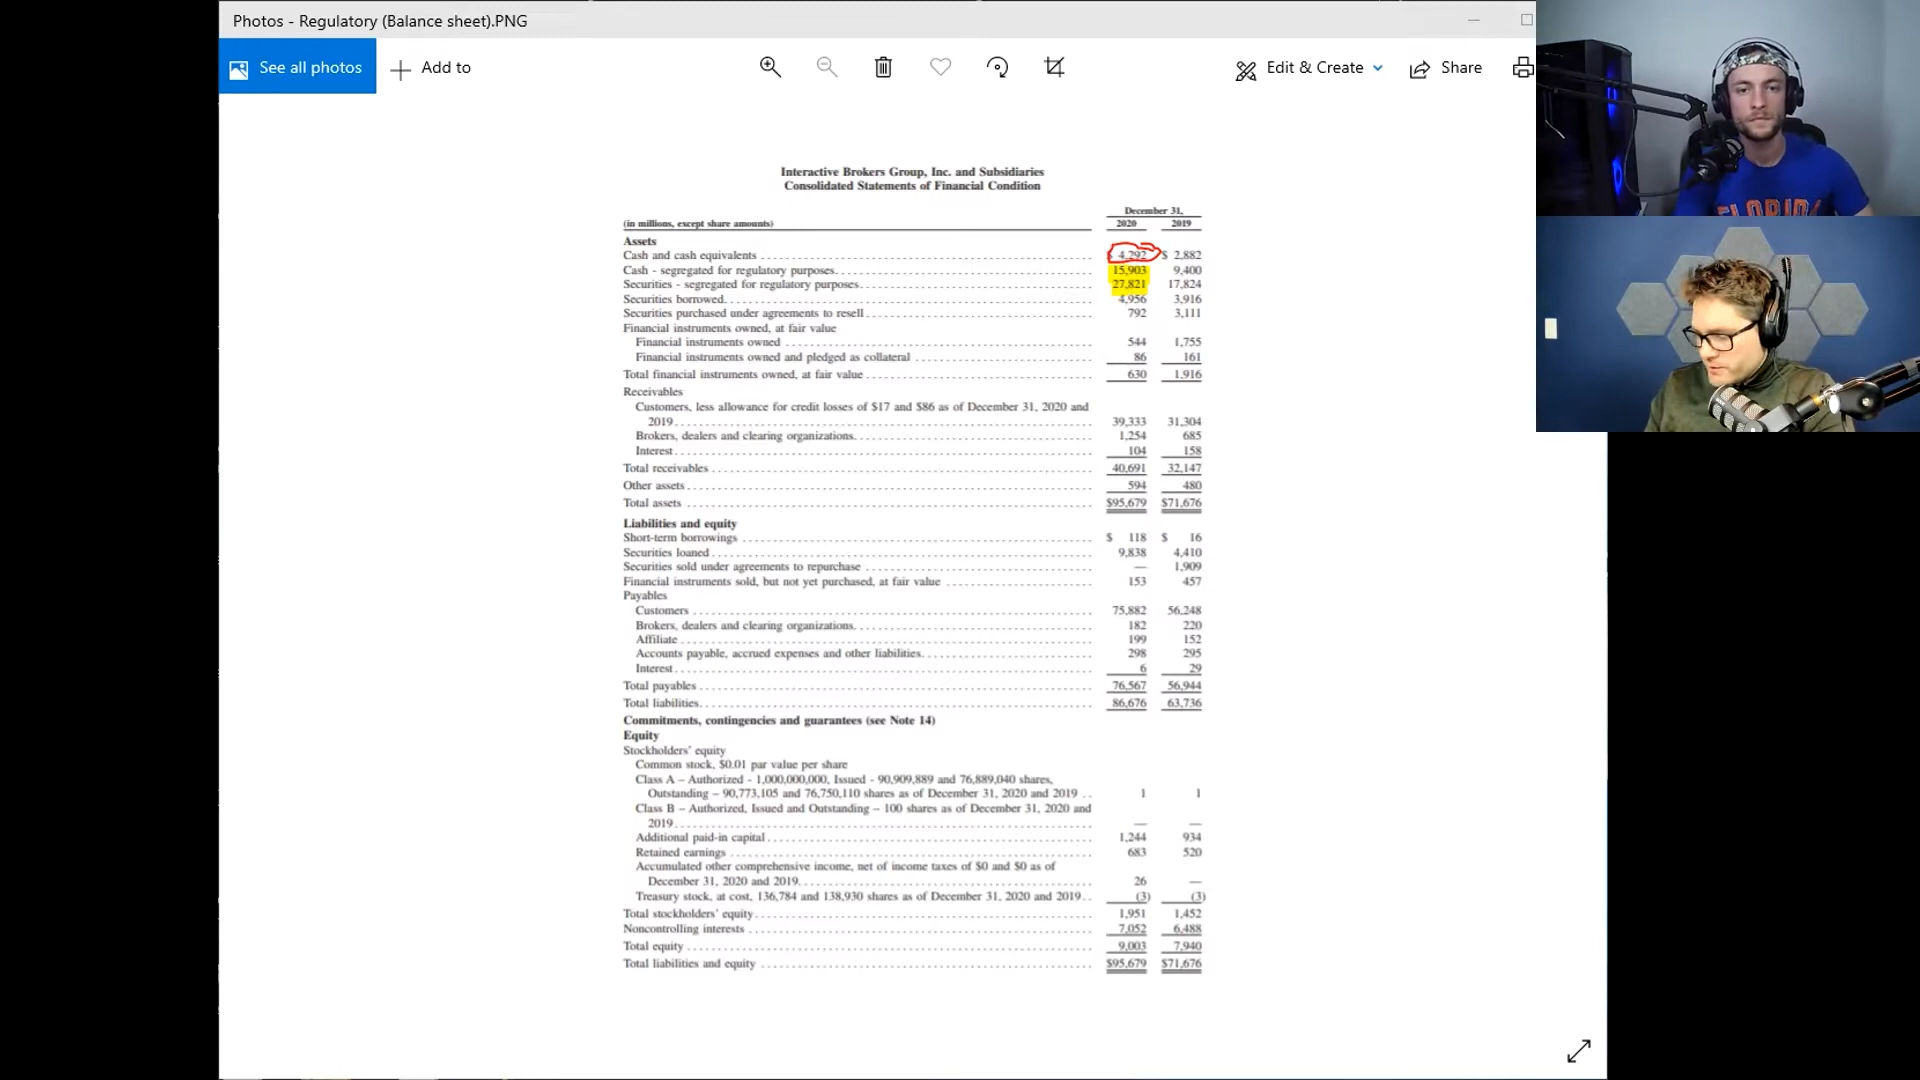 Photos - Regulatory (Balance sheet).PNG
See all photos
Add to
Edit & Create
Share
Interactive Brokers Group, Inc. and Subsidiaries
Consolidated Statements of Financial Condition
December 31,
(in millions, except share amounts) 2020 2019
Assets
Cash and cash equivalents $ 4,292 $ 2,882
Cash - segregated for regulatory purposes 15,903 9,400
Securities - segregated for regulatory purposes 27,821 17,824
Securities borrowed 4,956 3,916
Securities purchased under agreements to resell 792 3,111
Financial instruments owned, at fair value
Financial instruments owned 544 1,755
Financial instruments owned and pledged as collateral 86 161
Total financial instruments owned, at fair value 630 1,916
Receivables
Customers, less allowance for credit losses of $17 and $86 as of December 31, 2020 and
2019 39,333 31,304
Brokers, dealers and clearing organizations 1,254 685
Interest 104 158
Total receivables 40,691 32,147
Other assets 594 480
Total assets $95,679 $71,676
Liabilities and equity
Short-term borrowings $ 118 $ 16
Securities loaned 9,838 4,410
Securities sold under agreements to repurchase — 1,909
Financial instruments sold, but not yet purchased, at fair value 153 457
Payables
Customers 75,882 56,248
Brokers, dealers and clearing organizations 182 220
Affiliate 199 152
Accounts payable, accrued expenses and other liabilities 298 295
Interest 6 29
Total payables 76,567 56,944
Total liabilities 86,676 63,736
Commitments, contingencies and guarantees (see Note 14)
Equity
Stockholders' equity
Common stock, $0.01 par value per share
Class A – Authorized - 1,000,000,000, Issued - 90,909,889 and 76,889,040 shares,
Outstanding – 90,773,105 and 76,750,110 shares as of December 31, 2020 and 2019 1 1
Class B – Authorized, Issued and Outstanding – 100 shares as of December 31, 2020 and
2019 — —
Additional paid-in capital 1,244 934
Retained earnings 683 520
Accumulated other comprehensive income, net of income taxes of $0 and $0 as of
December 31, 2020 and 2019 26 —
Treasury stock, at cost, 136,784 and 138,930 shares as of December 31, 2020 and 2019 (3) (3)
Total stockholders' equity 1,951 1,452
Noncontrolling interests 7,052 6,488
Total equity 9,003 7,940
Total liabilities and equity $95,679 $71,676